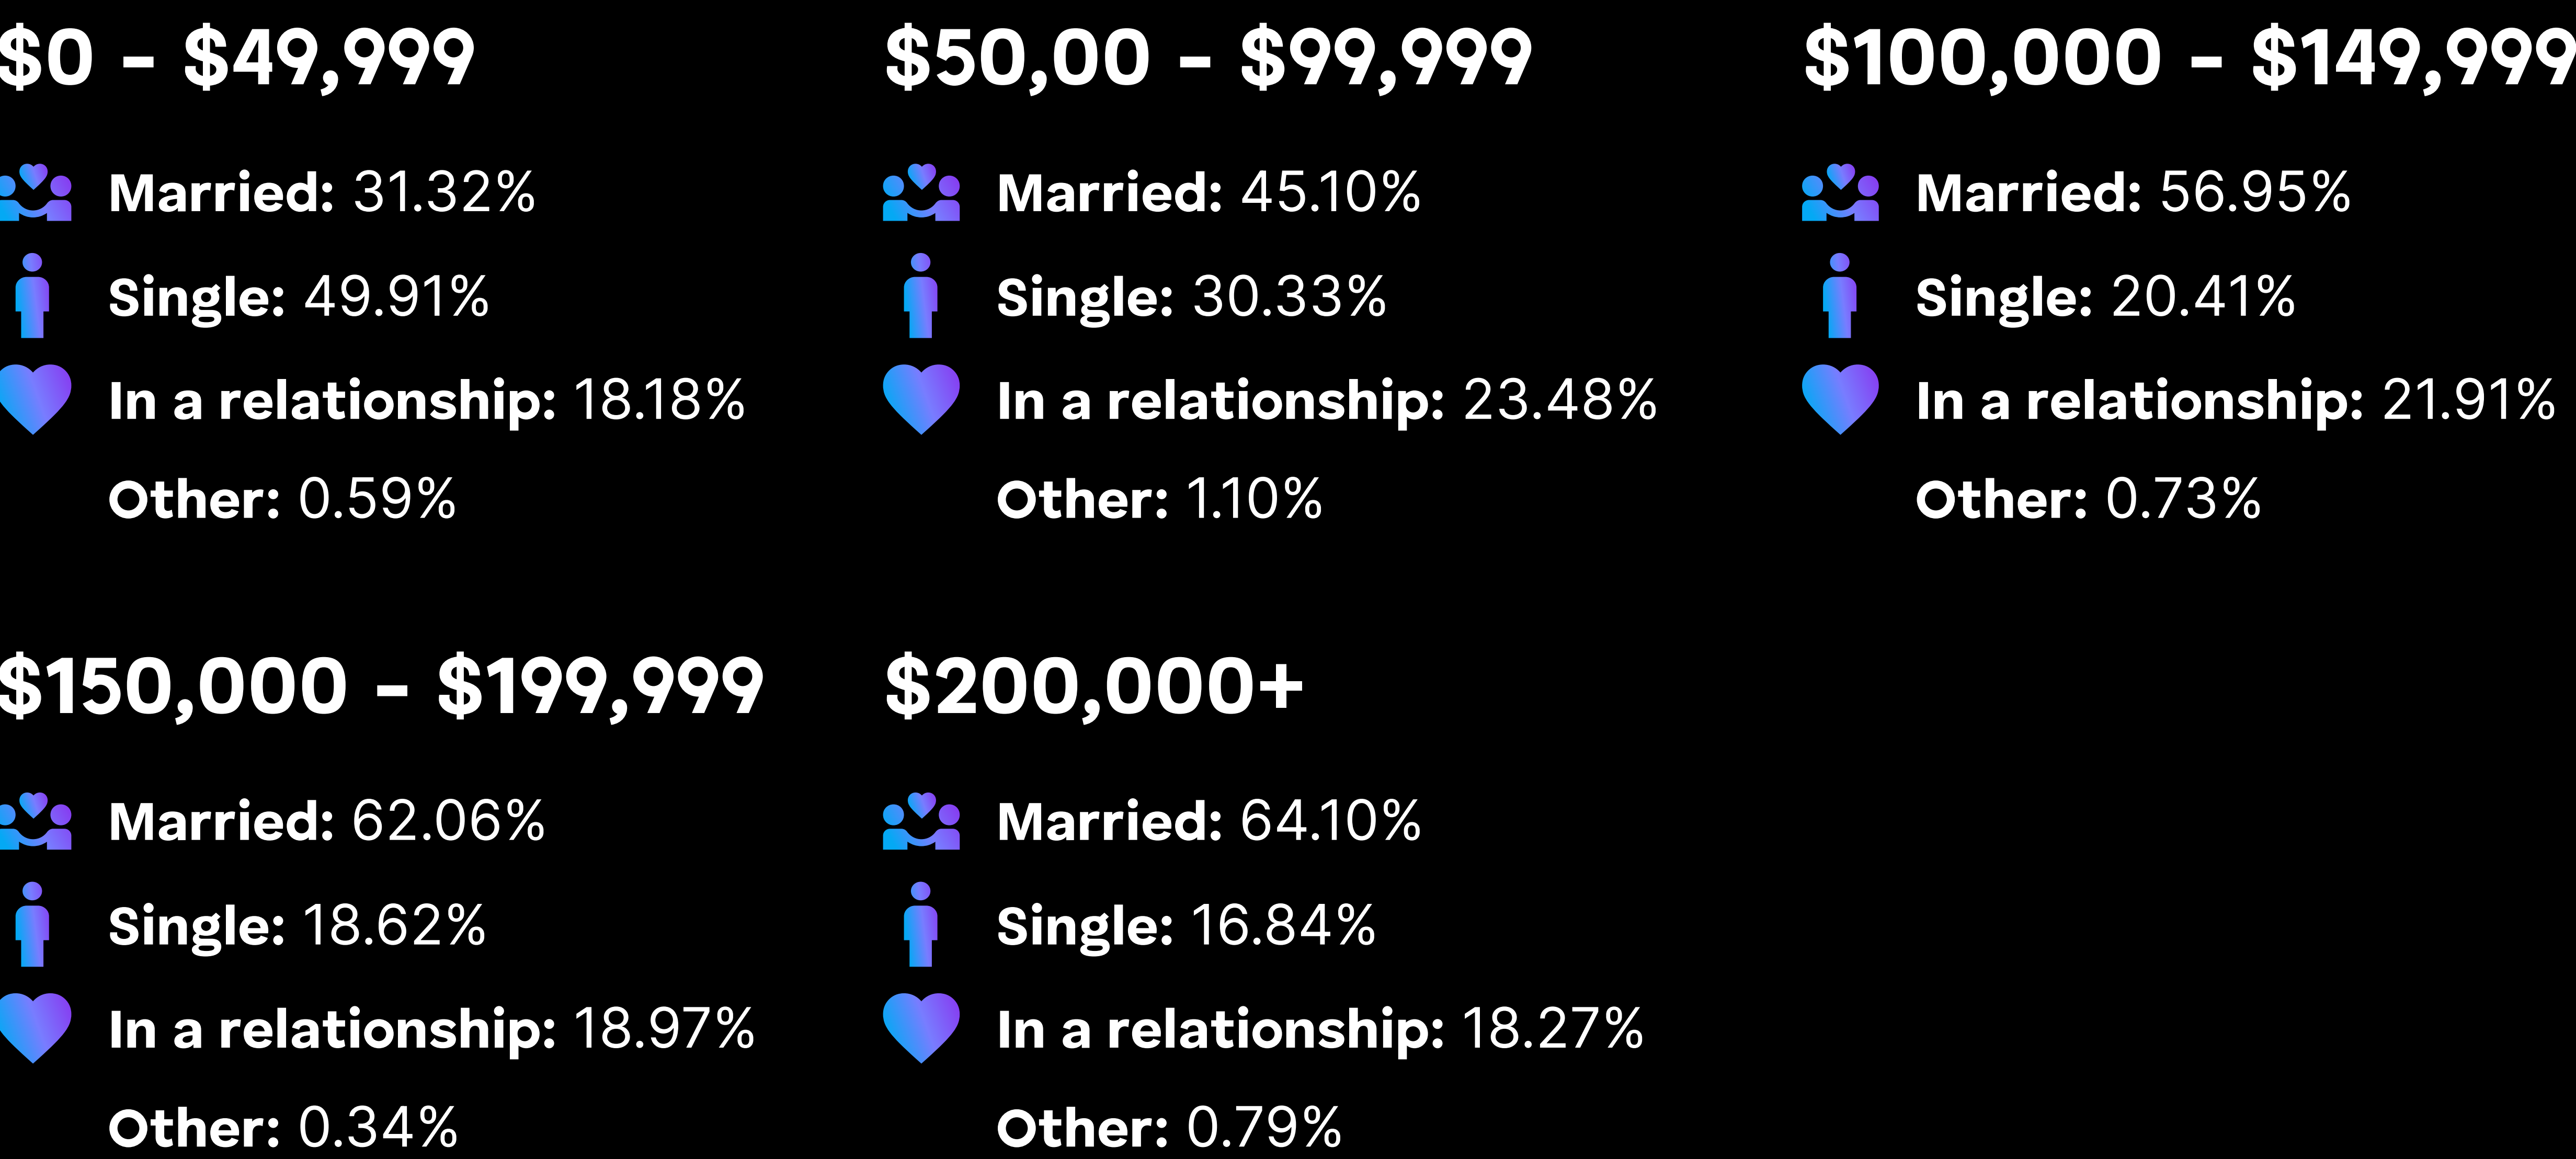 $0 - $49,999
Married: 31.32%
Single: 49.91%
In a relationship: 18.18%
Other: 0.59%
$50,00 - $99,999
Married: 45.10%
Single: 30.33%
In a relationship: 23.48%
Other: 1.10%
$100,000 - $149,999
Married: 56.95%
Single: 20.41%
In a relationship: 21.91%
Other: 0.73%
$150,000 - $199,999
Married: 62.06%
Single: 18.62%
In a relationship: 18.97%
Other: 0.34%
$200,000+
Married: 64.10%
Single: 16.84%
In a relationship: 18.27%
Other: 0.79%